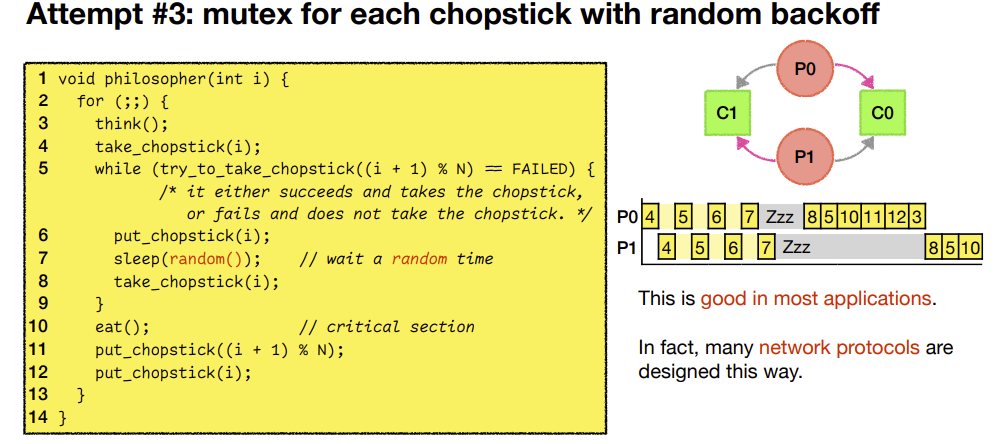 Attempt #3: mutex for each chopstick with random backoff
1 void philosopher(int i) {
2 for (;;) {
3 think();
4 take_chopstick(i);
5 while (try_to_take_chopstick((i + 1) % N) == FAILED) {
/* it either succeeds and takes the chopstick,
or fails and does not take the chopstick. */
6 put_chopstick(i);
7 sleep(random()); // wait a random time
8 take_chopstick(i);
9 }
10 eat(); // critical section
11 put_chopstick((i + 1) % N);
12 put_chopstick(i);
13 }
14 }
P0
C1 C0
P1
P0 4 5 6 7 Zzz 8 5 10 11 12 3
P1 4 5 6 7 Zzz 8 5 10
This is good in most applications.
In fact, many network protocols are
designed this way.